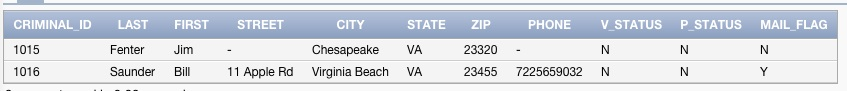 CRIMINAL_ID LAST FIRST STREET CITY STATE ZIP PHONE V_STATUS P_STATUS MAIL_FLAG
1015 Fenter Jim - Chesapeake VA 23320 - N N N
1016 Saunder Bill 11 Apple Rd Virginia Beach VA 23455 7225659032 N N Y